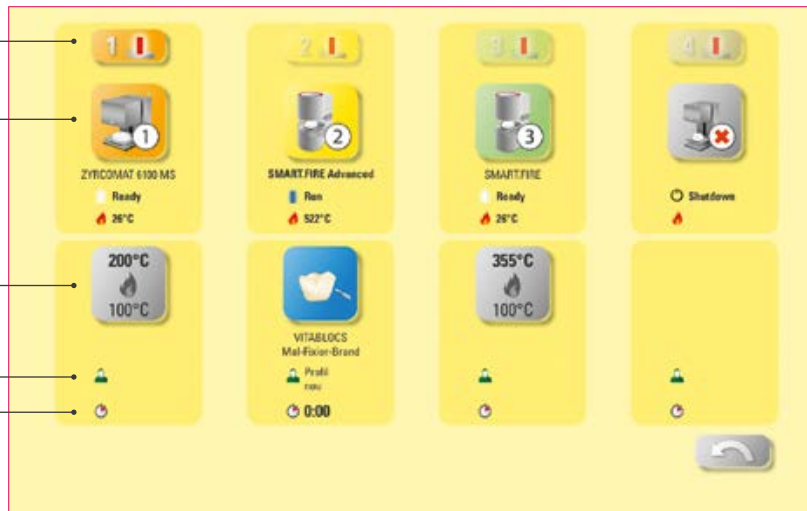 1
2
3
4
1
2
3
ZYRCOMAT 6100 MS
SMART.FIRE Advanced
SMART.FIRE
Ready
Run
Ready
Shutdown
26°C
522°C
26°C
200°C
100°C
355°C
100°C
VITABLOCS
Mal-Fixier-Brand
Profil
neu
0:00